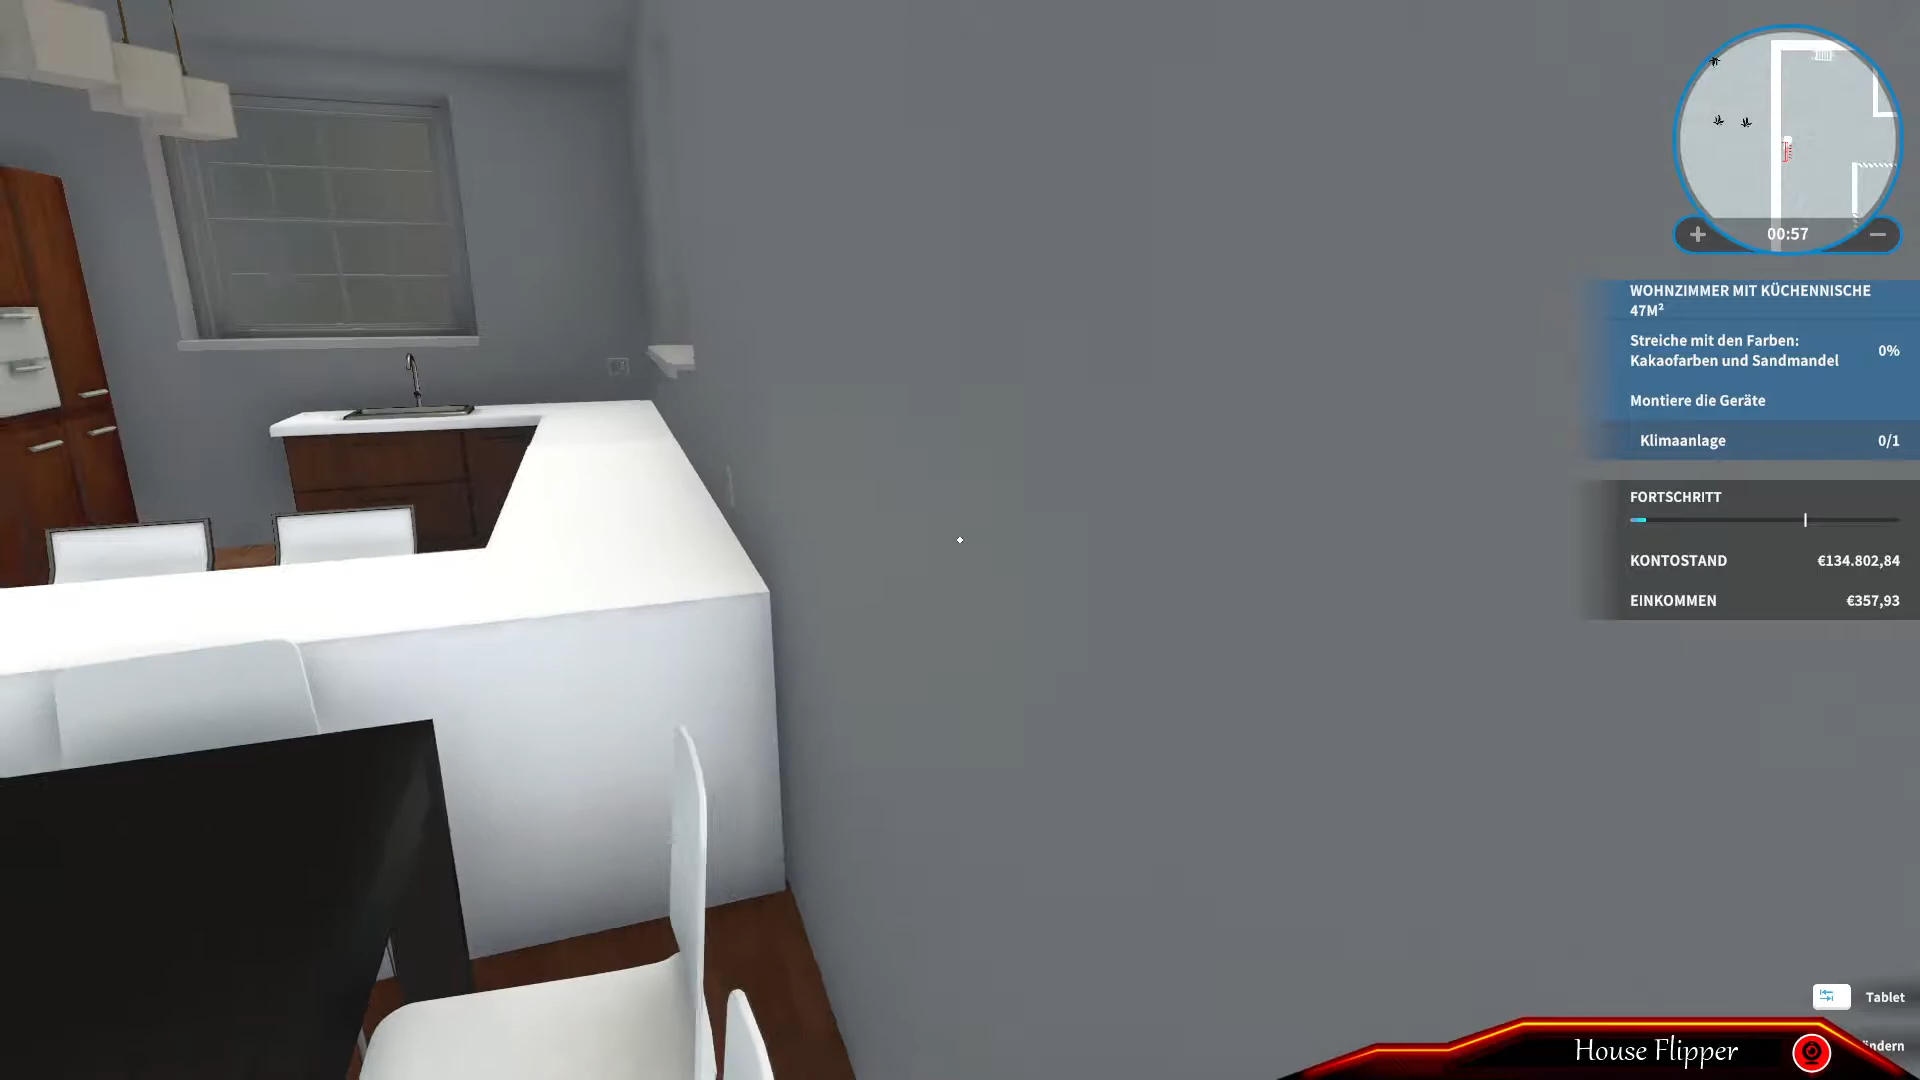 00:57
WOHNZIMMER MIT KÜCHENNISCHE
47M²
Streiche mit den Farben:
Kakaofarben und Sandmandel 0%
Montiere die Geräte
Klimaanlage 0/1
FORTSCHRITT
KONTOSTAND €134.802,84
EINKOMMEN €357,93
Tablet
House Flipper